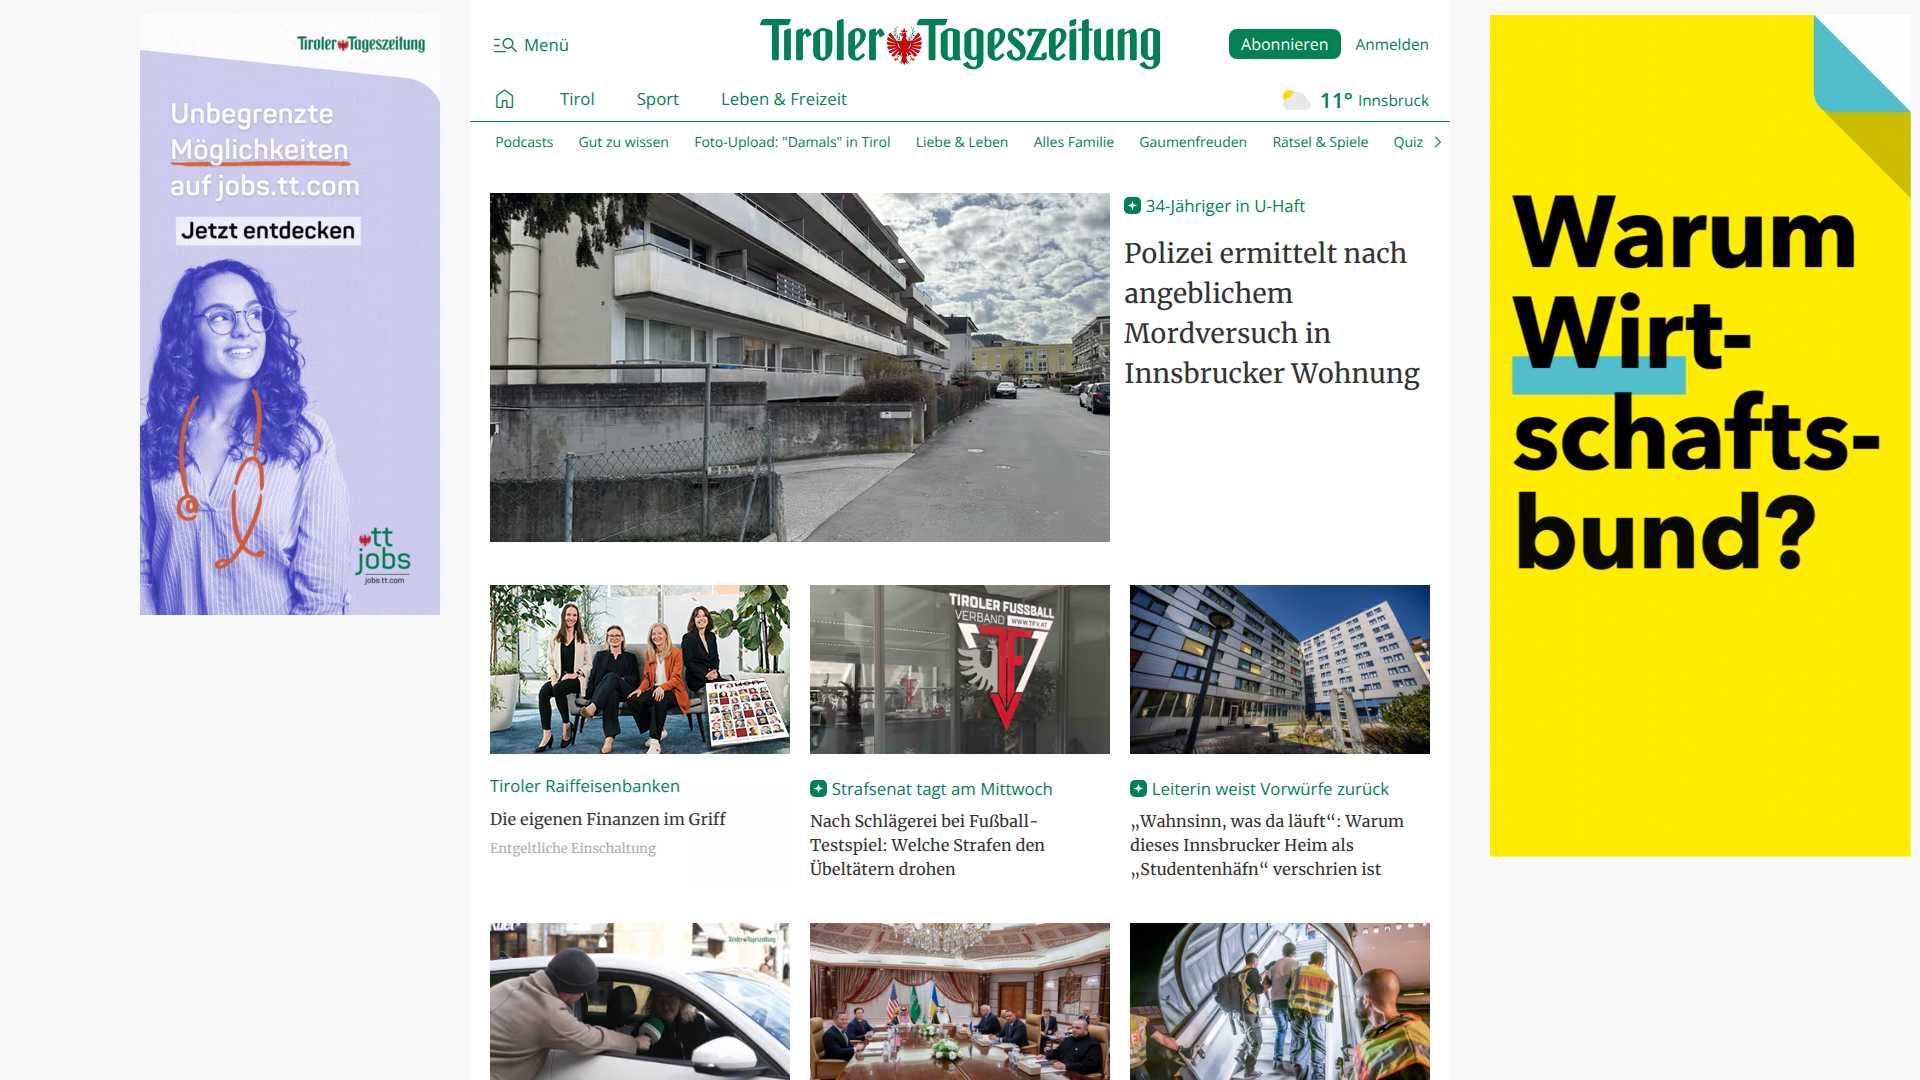 Tiroler Tageszeitung
Unbegrenzte
Möglichkeiten
auf jobs.tt.com
Jetzt entdecken
tt
jobs
jobs.tt.com
Menü
Tiroler Tageszeitung
Abonnieren
Anmelden
Tirol
Sport
Leben & Freizeit
11° Innsbruck
Podcasts
Gut zu wissen
Foto-Upload: "Damals" in Tirol
Liebe & Leben
Alles Familie
Gaumenfreuden
Rätsel & Spiele
Quiz
34-Jähriger in U-Haft
Polizei ermittelt nach
angeblichem
Mordversuch in
Innsbrucker Wohnung
frauen
Tiroler Raiffeisenbanken
Die eigenen Finanzen im Griff
Entgeltliche Einschaltung
TIROLER FUSSBALL
VERBAND WWW.TFV.AT
Strafsenat tagt am Mittwoch
Nach Schlägerei bei Fußball-
Testspiel: Welche Strafen den
Übeltätern drohen
Leiterin weist Vorwürfe zurück
„Wahnsinn, was da läuft“: Warum
dieses Innsbrucker Heim als
„Studentenhäfn“ verschrien ist
Tiroler Tageszeitung
Warum
Wirt-
schafts-
bund?